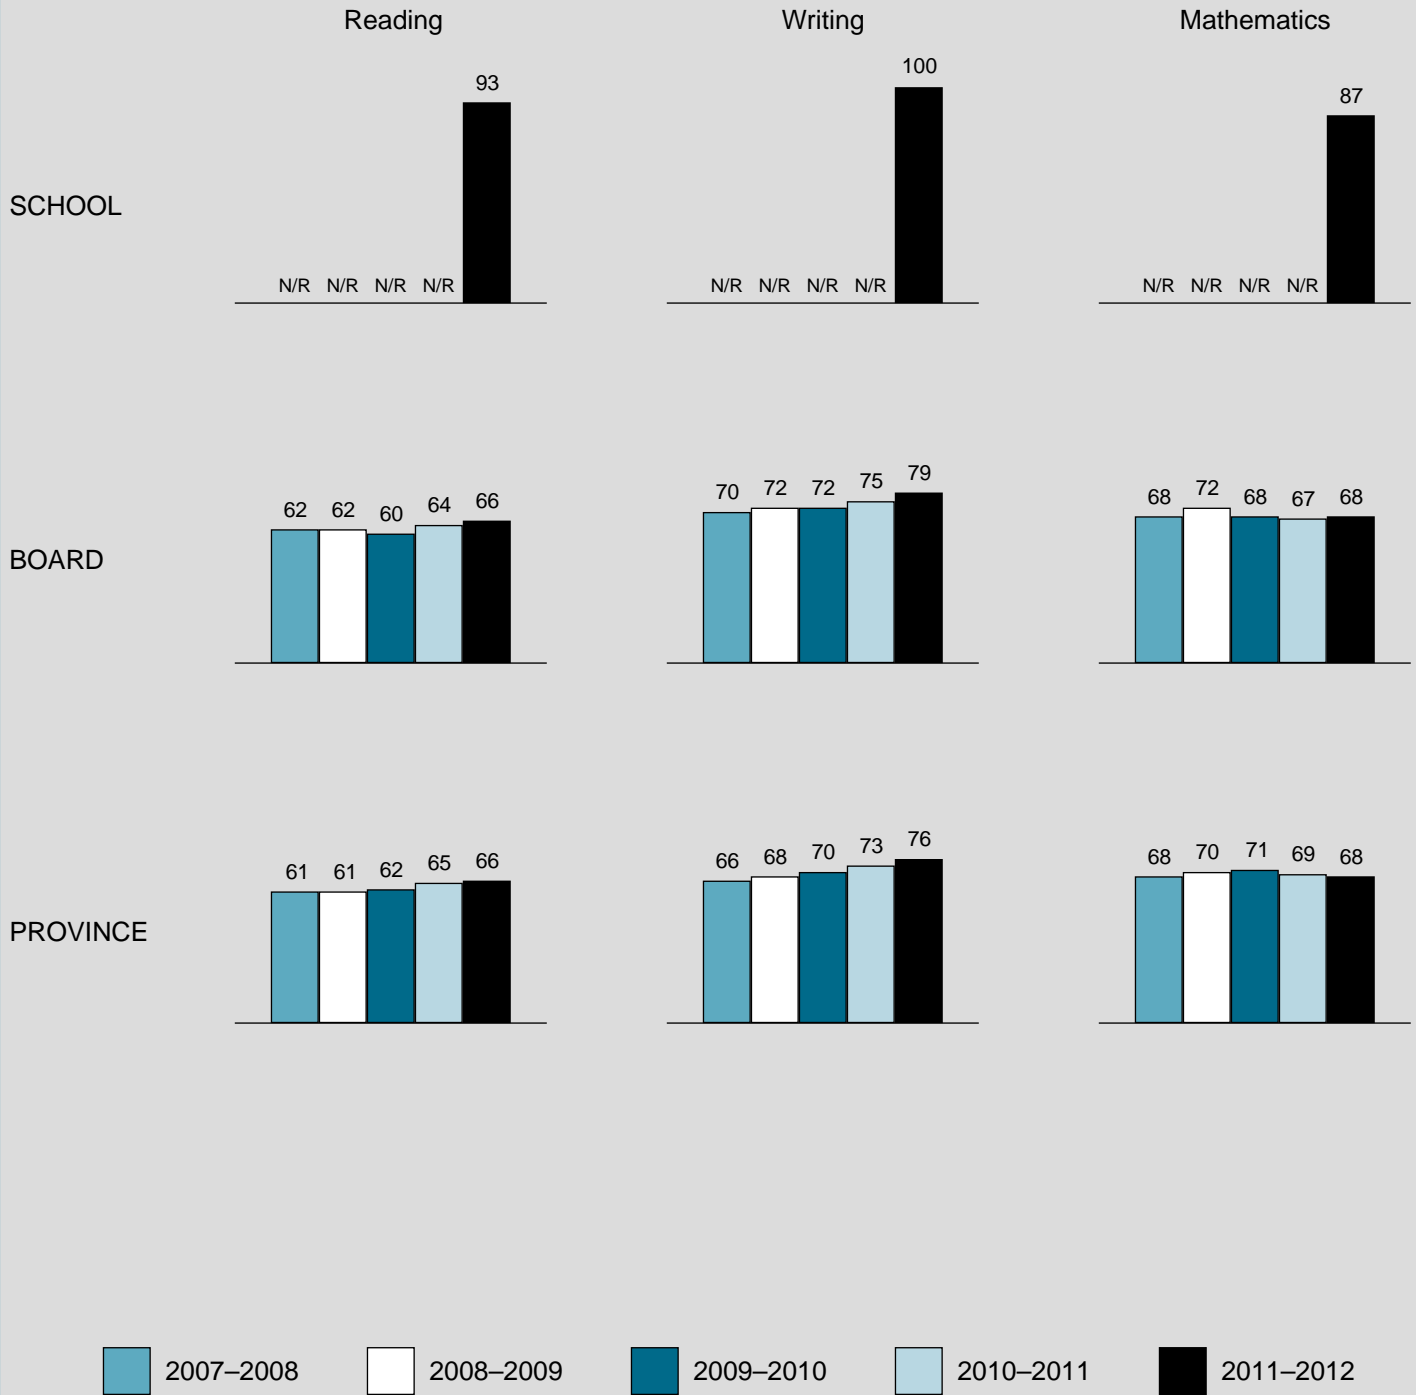 Reading Writing Mathematics
93 100 87
SCHOOL
N/R N/R N/R N/R N/R N/R N/R N/R N/R N/R N/R N/R
62 62 60 64 66 70 72 72 75 79 68 72 68 67 68
BOARD
61 61 62 65 66 66 68 70 73 76 68 70 71 69 68
PROVINCE
2007–2008 2008–2009 2009–2010 2010–2011 2011–2012